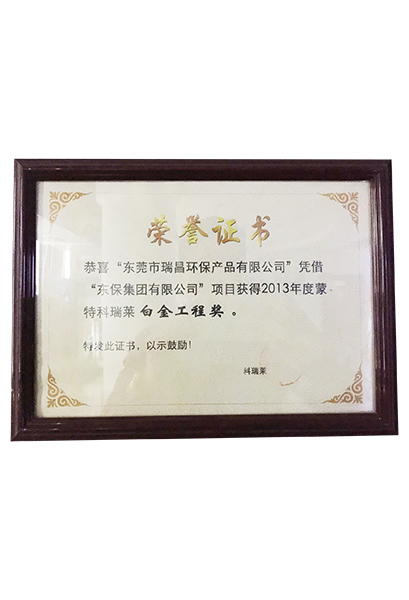 荣誉证书
恭喜“东莞市瑞昌环保产品有限公司”凭借
“东保集团有限公司”项目获得2013年度蒙
特科瑞莱 白金工程奖 。
特发此证书，以示鼓励！
科瑞莱